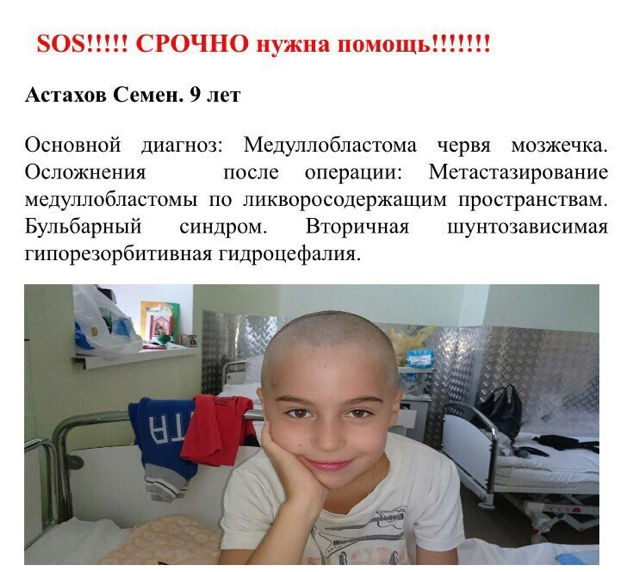 SOS!!!!! СРОЧНО нужна помощь!!!!!!!
Астахов Семен. 9 лет
Основной диагноз: Медуллобластома червя мозжечка.
Осложнения после операции: Метастазирование
медуллобластомы по ликворосодержащим пространствам.
Бульбарный синдром. Вторичная шунтозависимая
гипорезорбитивная гидроцефалия.